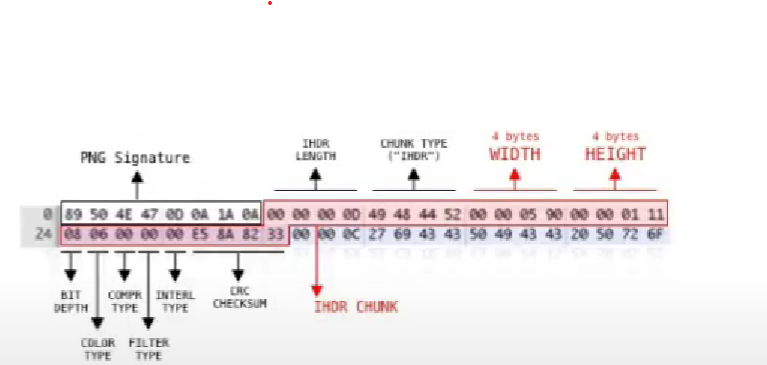 PNG Signature
IHDR
LENGTH
CHUNK TYPE
("IHDR")
4 bytes
WIDTH
4 bytes
HEIGHT
0 89 50 4E 47 0D 0A 1A 0A 00 00 00 0D 49 48 44 52 00 00 05 90 00 00 01 11
24 08 06 00 00 00 E5 8A 82 33 00 00 0C 27 69 43 43 50 49 43 43 20 50 72 6F
BIT
DEPTH
COMPR
TYPE
INTERL
TYPE
CRC
CHECKSUM
IHDR CHUNK
COLOR
TYPE
FILTER
TYPE